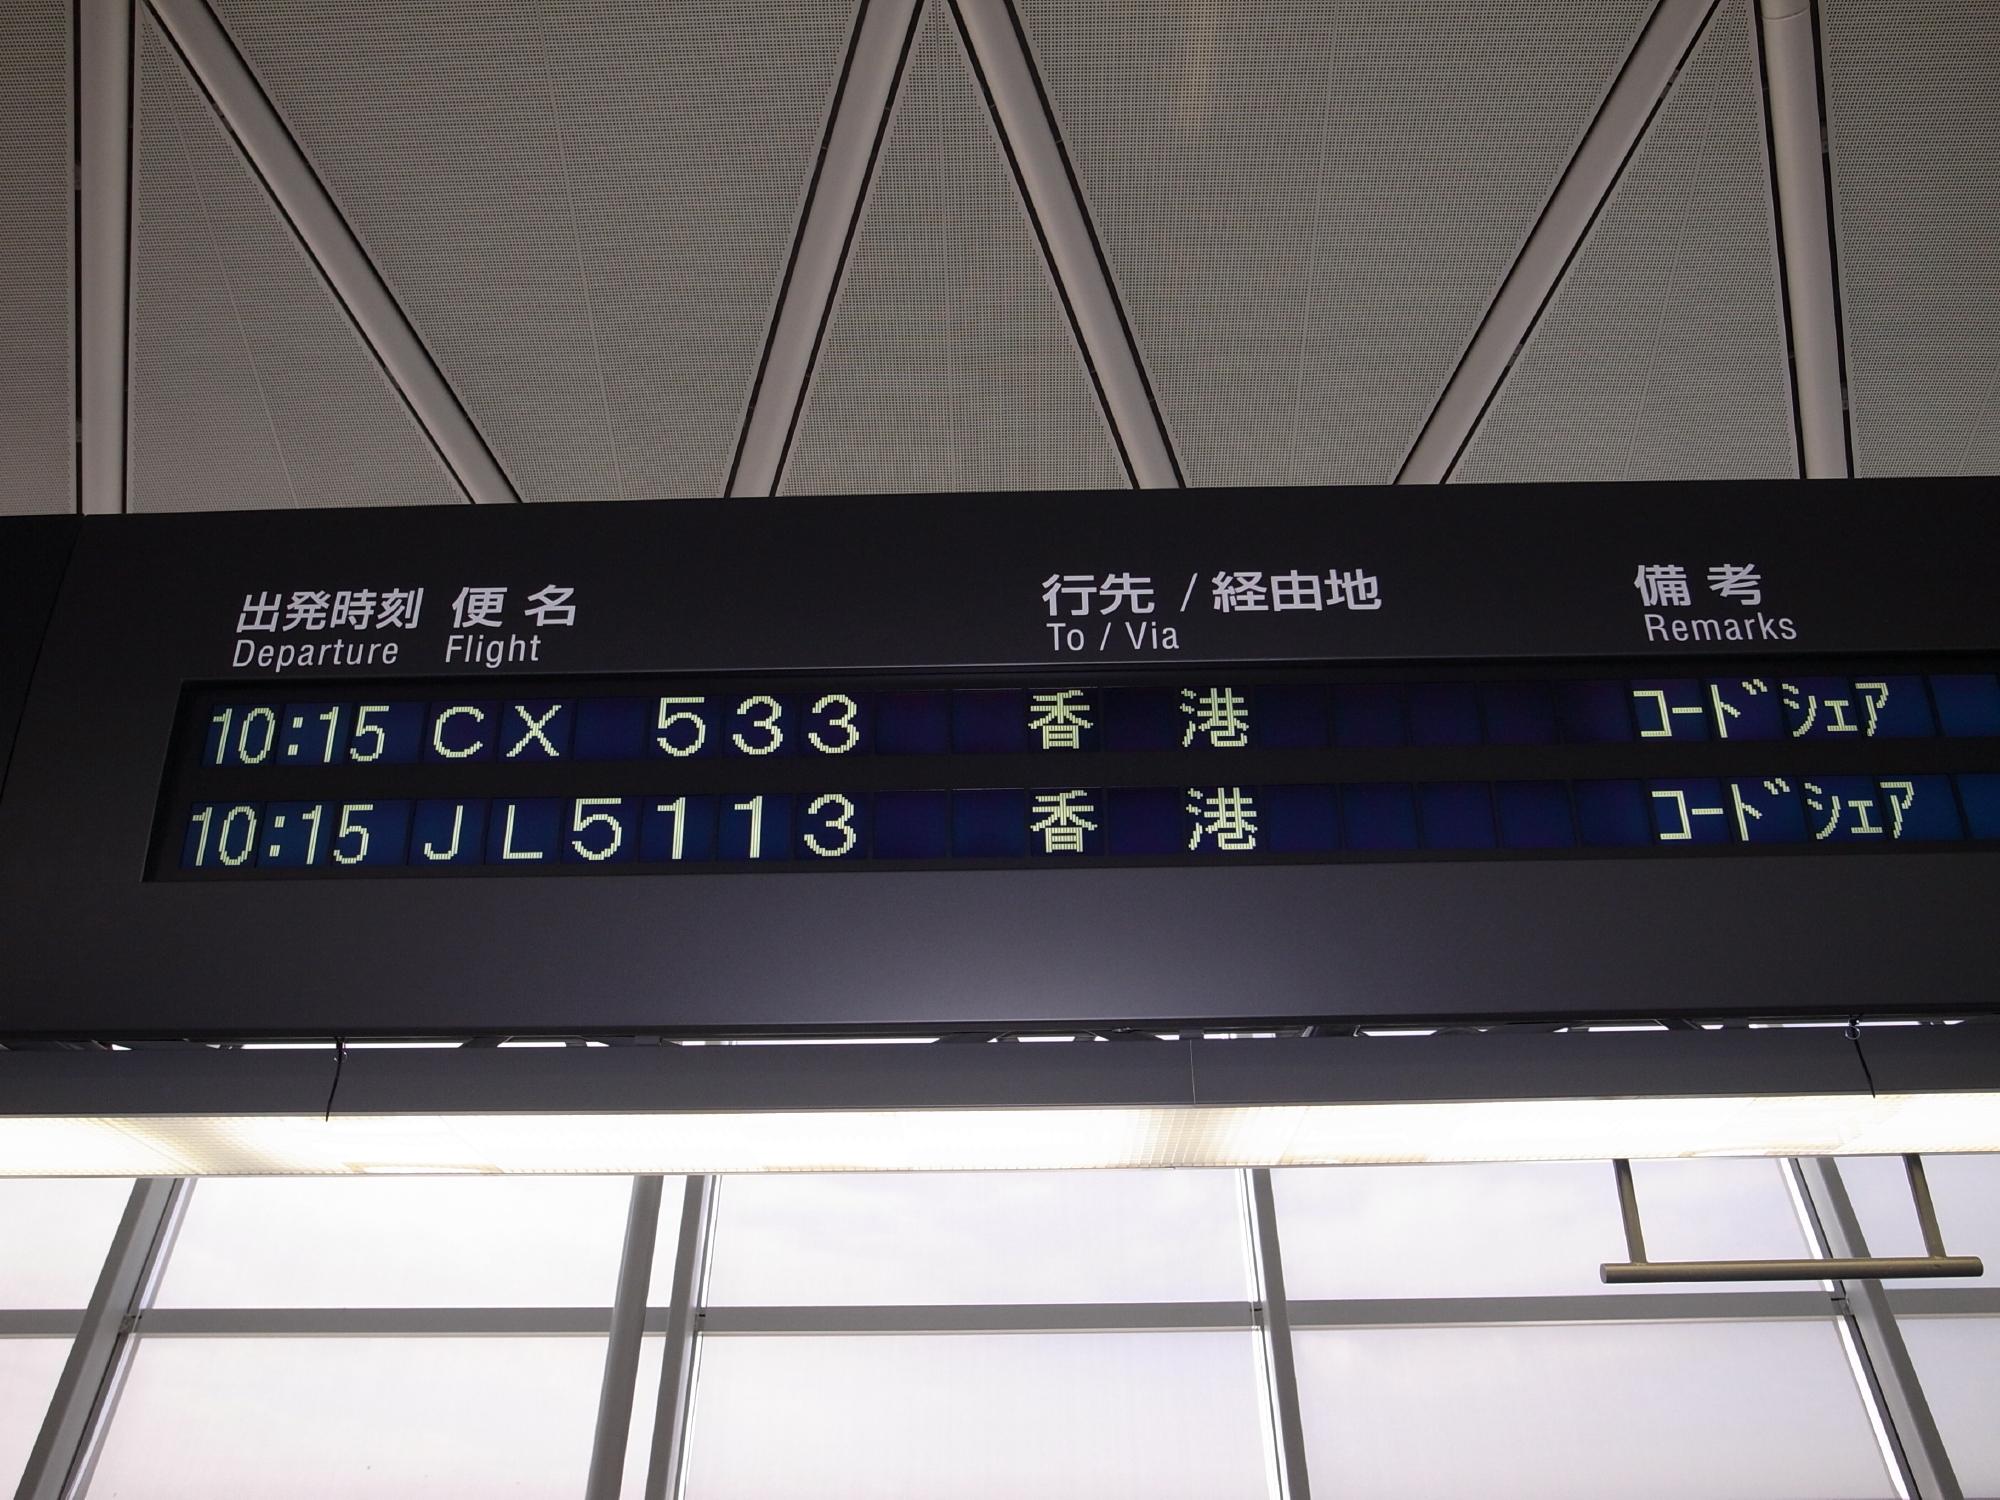 出発時刻 便名 行先 / 経由地 備考
Departure Flight To / Via Remarks
10:15 CX 533 香港 ｺｰﾄﾞｼｪｱ
10:15 JL5113 香港 ｺｰﾄﾞｼｪｱ